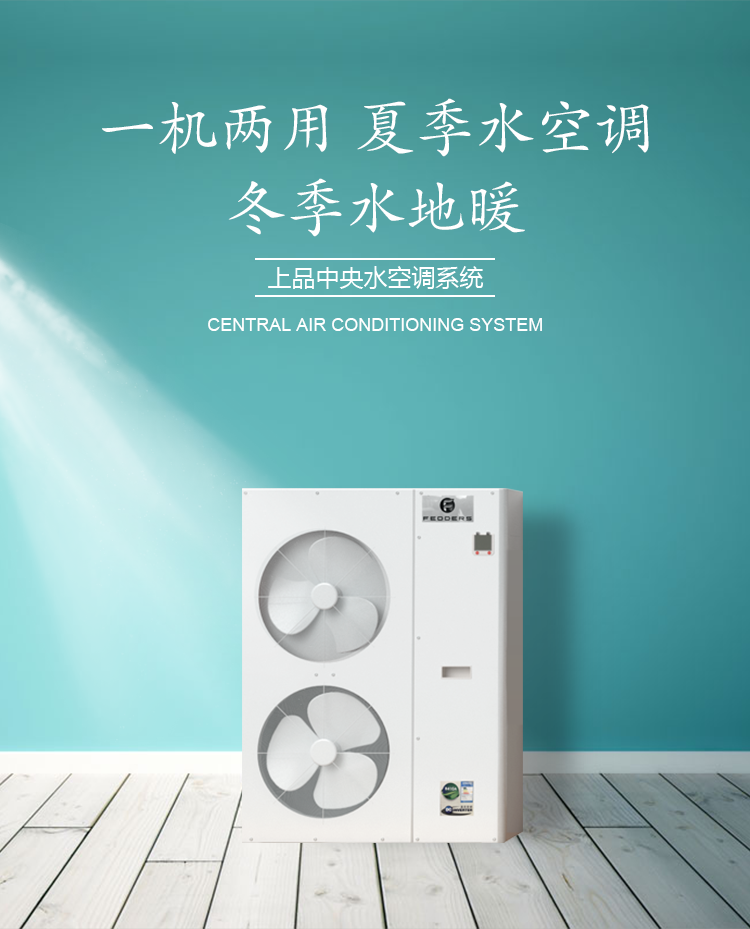 一机两用 夏季水空调
冬季水地暖
上品中央水空调系统
CENTRAL AIR CONDITIONING SYSTEM
FEDDERS
INVERTER